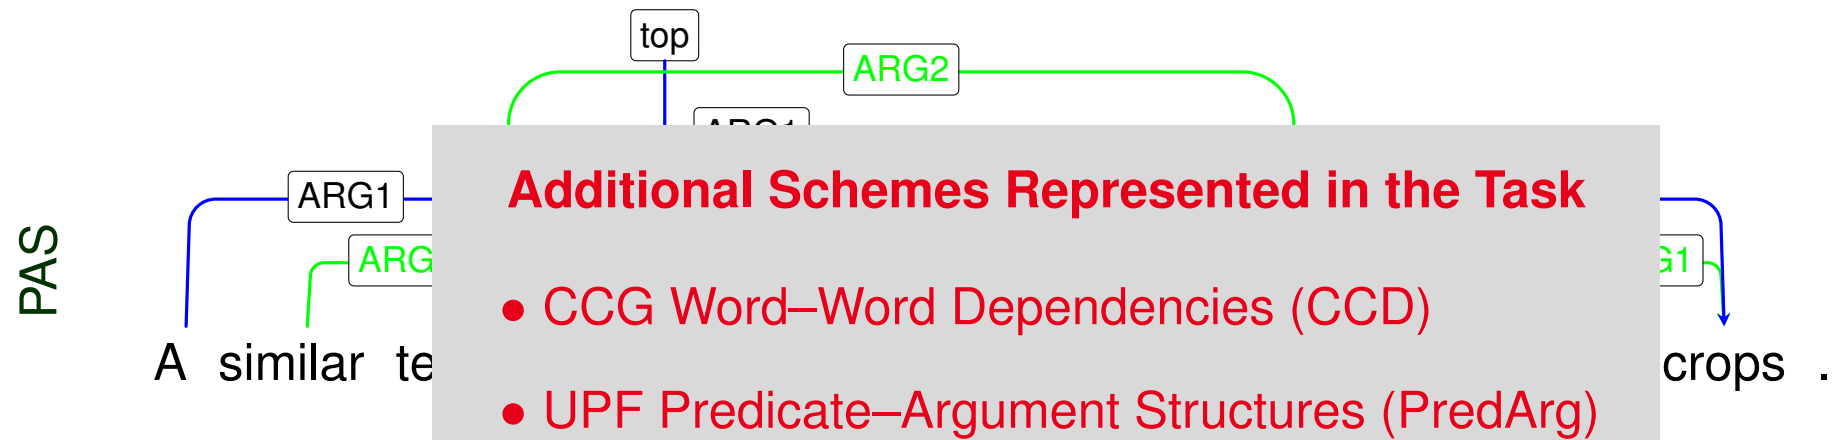 top
ARG2
ARG1
Additional Schemes Represented in the Task
ARG1
PAS
• CCG Word–Word Dependencies (CCD)
A similar crops .
• UPF Predicate–Argument Structures (PredArg)